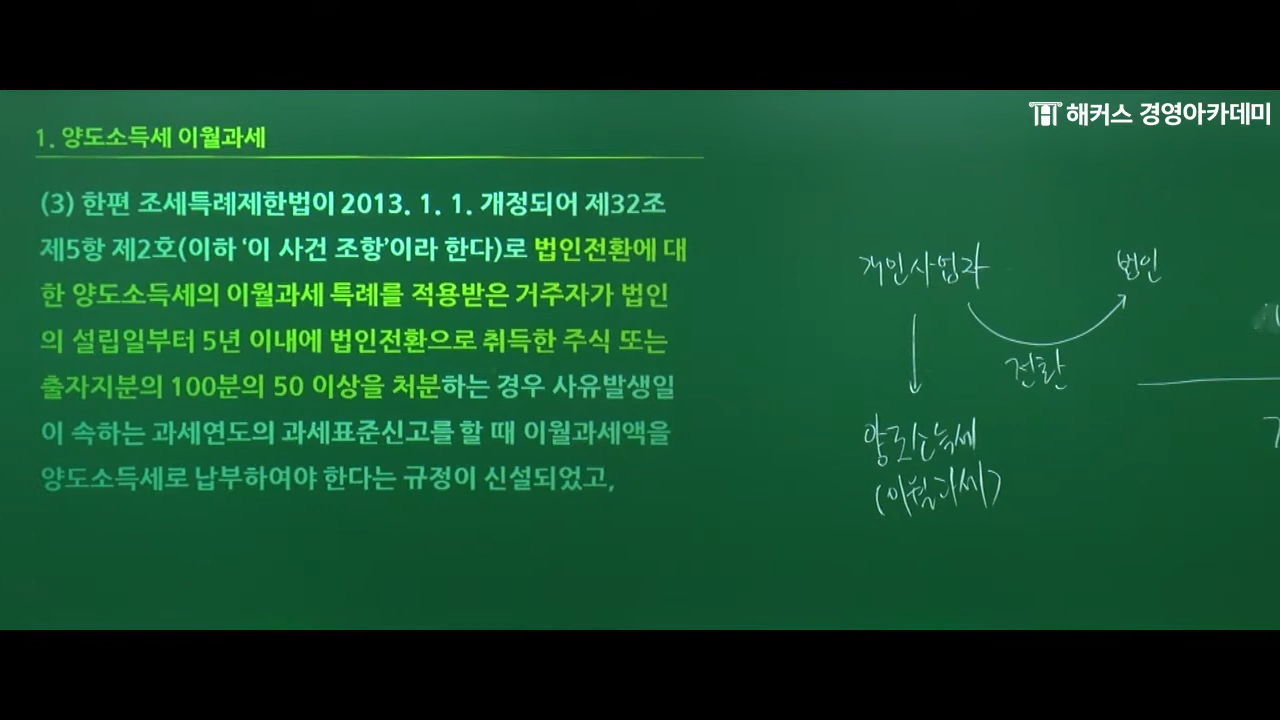 해커스 경영아카데미
1. 양도소득세 이월과세
(3) 한편 조세특례제한법이 2013. 1. 1. 개정되어 제32조
제5항 제2호(이하 ‘이 사건 조항’이라 한다)로 법인전환에 대
한 양도소득세의 이월과세 특례를 적용받은 거주자가 법인
의 설립일부터 5년 이내에 법인전환으로 취득한 주식 또는
출자지분의 100분의 50 이상을 처분하는 경우 사유발생일
이 속하는 과세연도의 과세표준신고를 할 때 이월과세액을
양도소득세로 납부하여야 한다는 규정이 신설되었고,
개인사업자
법인
전환
양도소득세
(이월과세)